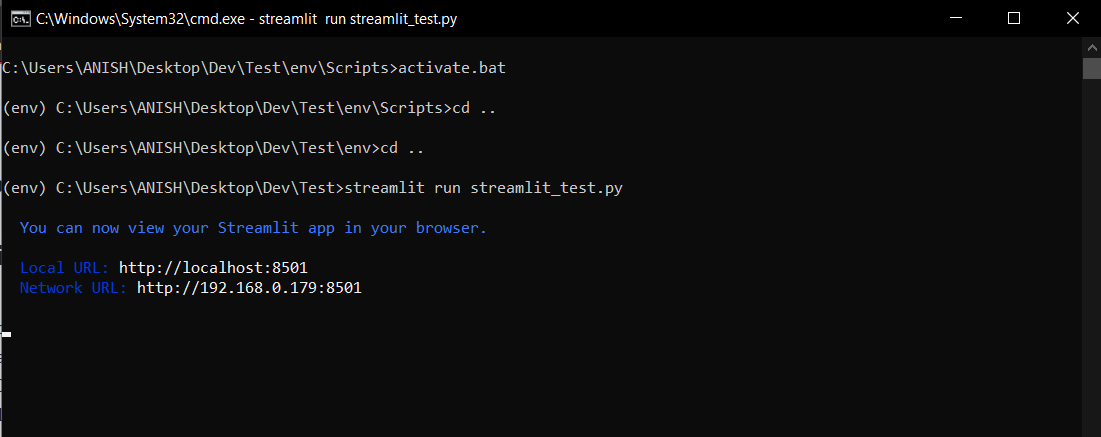 C:\Windows\System32\cmd.exe - streamlit  run streamlit_test.py
C:\Users\ANISH\Desktop\Dev\Test\env\Scripts>activate.bat
(env) C:\Users\ANISH\Desktop\Dev\Test\env\Scripts>cd ..
(env) C:\Users\ANISH\Desktop\Dev\Test\env>cd ..
(env) C:\Users\ANISH\Desktop\Dev\Test>streamlit run streamlit_test.py
You can now view your Streamlit app in your browser.
Local URL: http://localhost:8501
Network URL: http://192.168.0.179:8501